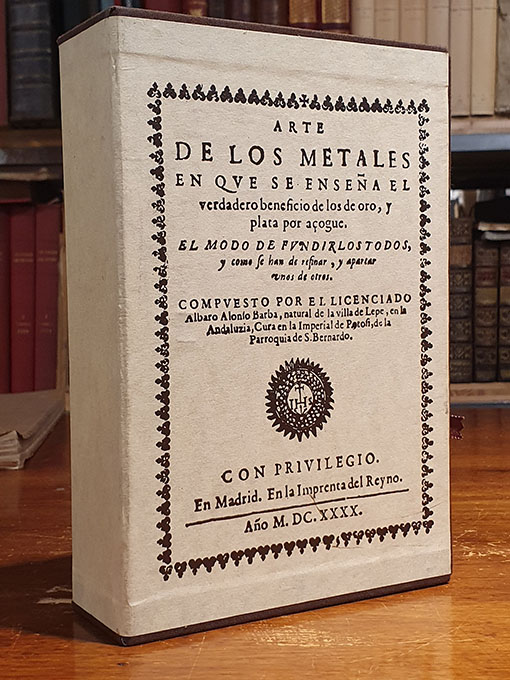 ARTE
DE LOS METALES
EN QVE SE ENSEÑA EL
verdadero beneficio de los de oro, y
plata por açogue.
EL MODO DE FVNDIRLOS TODOS,
y como se han de refinar, y apartar
vnos de otros.
COMPVESTO POR EL LICENCIADO
Albaro Alonso Barba, natural de la villa de Lepe, en la
Andaluzia, Cura en la Imperial de Potosi, de la
Parroquia de S. Bernardo.
IHS
CON PRIVILEGIO.
En Madrid. En la Imprenta del Reyno.
Año M. DC. XXXX.